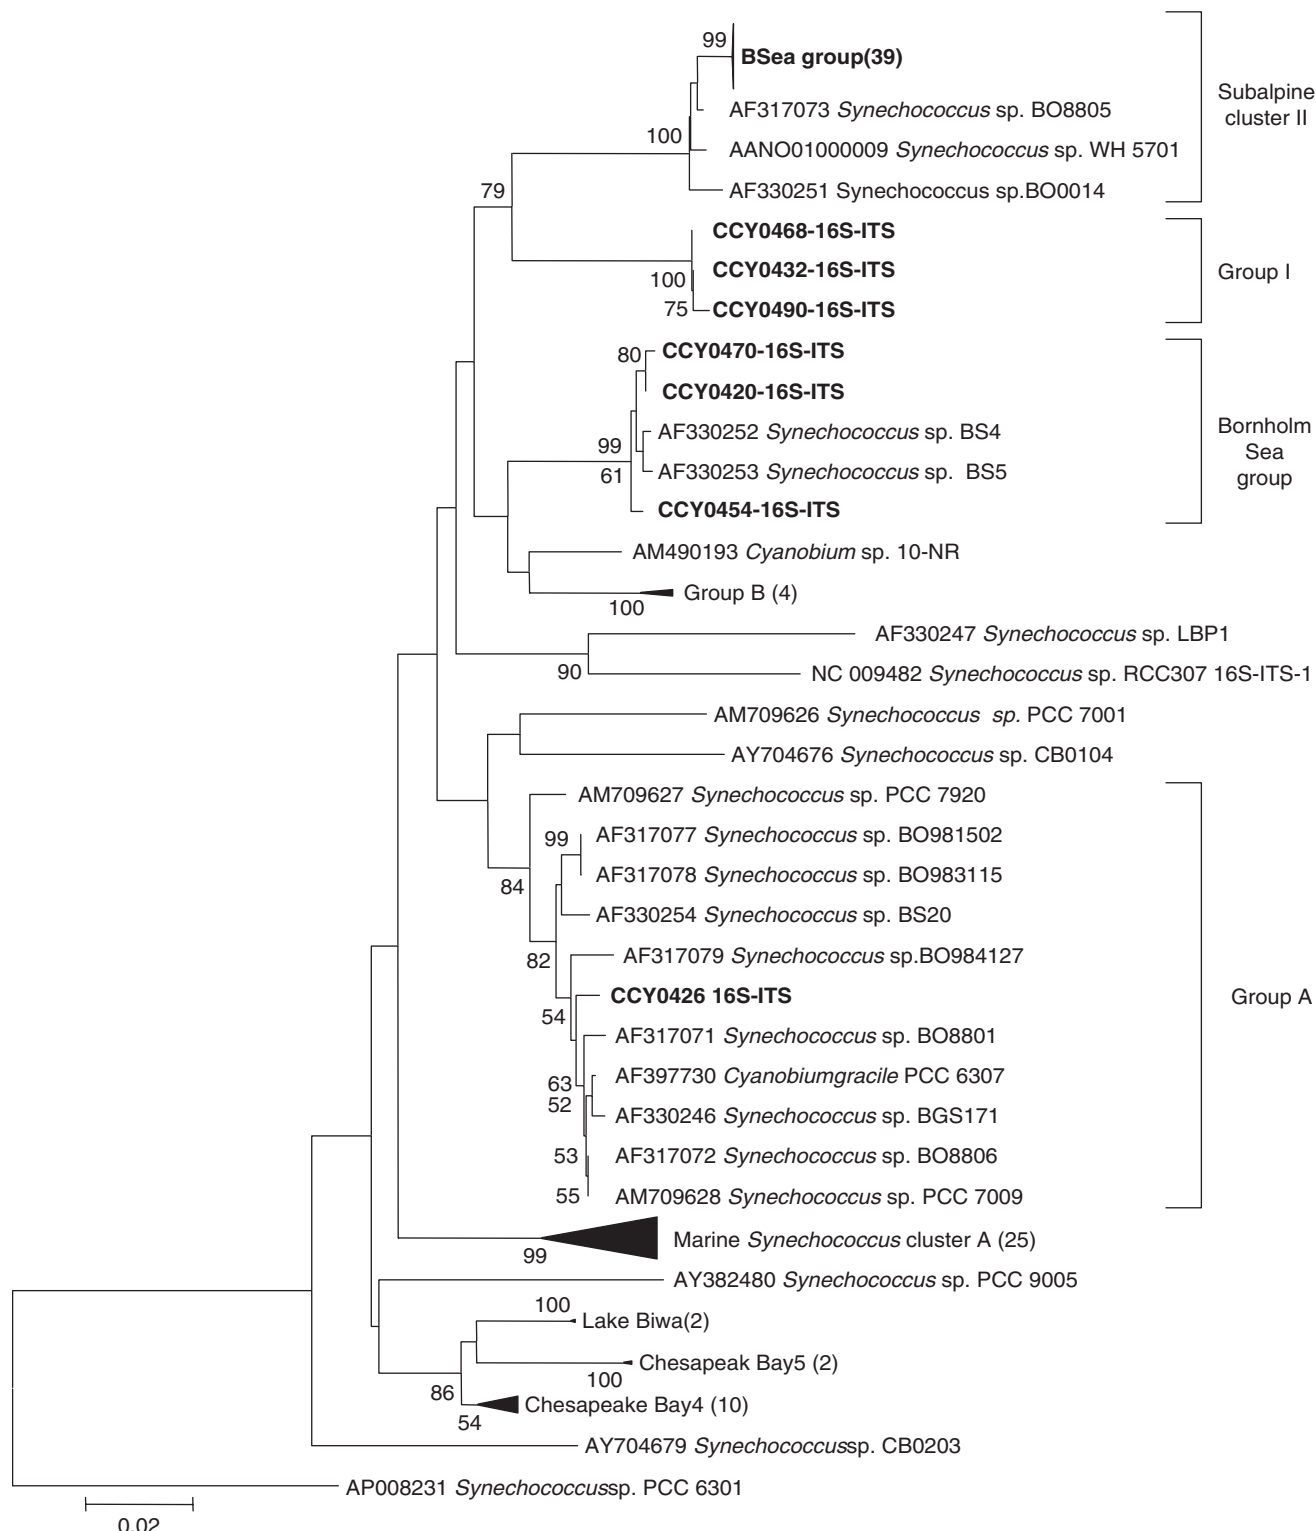 99
BSea group(39)
AF317073 Synechococcus sp. BO8805
100
AANO01000009 Synechococcus sp. WH 5701
AF330251 Synechococcus sp.BO0014
Subalpine
cluster II
79
CCY0468-16S-ITS
CCY0432-16S-ITS
100
75
CCY0490-16S-ITS
Group I
80
CCY0470-16S-ITS
CCY0420-16S-ITS
AF330252 Synechococcus sp. BS4
99
61
AF330253 Synechococcus sp. BS5
CCY0454-16S-ITS
Bornholm
Sea
group
AM490193 Cyanobium sp. 10-NR
Group B (4)
100
AF330247 Synechococcus sp. LBP1
90
NC 009482 Synechococcus sp. RCC307 16S-ITS-1
AM709626 Synechococcus sp. PCC 7001
AY704676 Synechococcus sp. CB0104
AM709627 Synechococcus sp. PCC 7920
99
AF317077 Synechococcus sp. BO981502
AF317078 Synechococcus sp. BO983115
84
AF330254 Synechococcus sp. BS20
82
AF317079 Synechococcus sp.BO984127
CCY0426 16S-ITS
54
AF317071 Synechococcus sp. BO8801
63
AF397730 Cyanobiumgracile PCC 6307
52
AF330246 Synechococcus sp. BGS171
53
AF317072 Synechococcus sp. BO8806
55
AM709628 Synechococcus sp. PCC 7009
Group A
Marine Synechococcus cluster A (25)
99
AY382480 Synechococcus sp. PCC 9005
100
Lake Biwa(2)
Chesapeak Bay5 (2)
100
86
Chesapeake Bay4 (10)
54
AY704679 Synechococcussp. CB0203
AP008231 Synechococcussp. PCC 6301
0.02